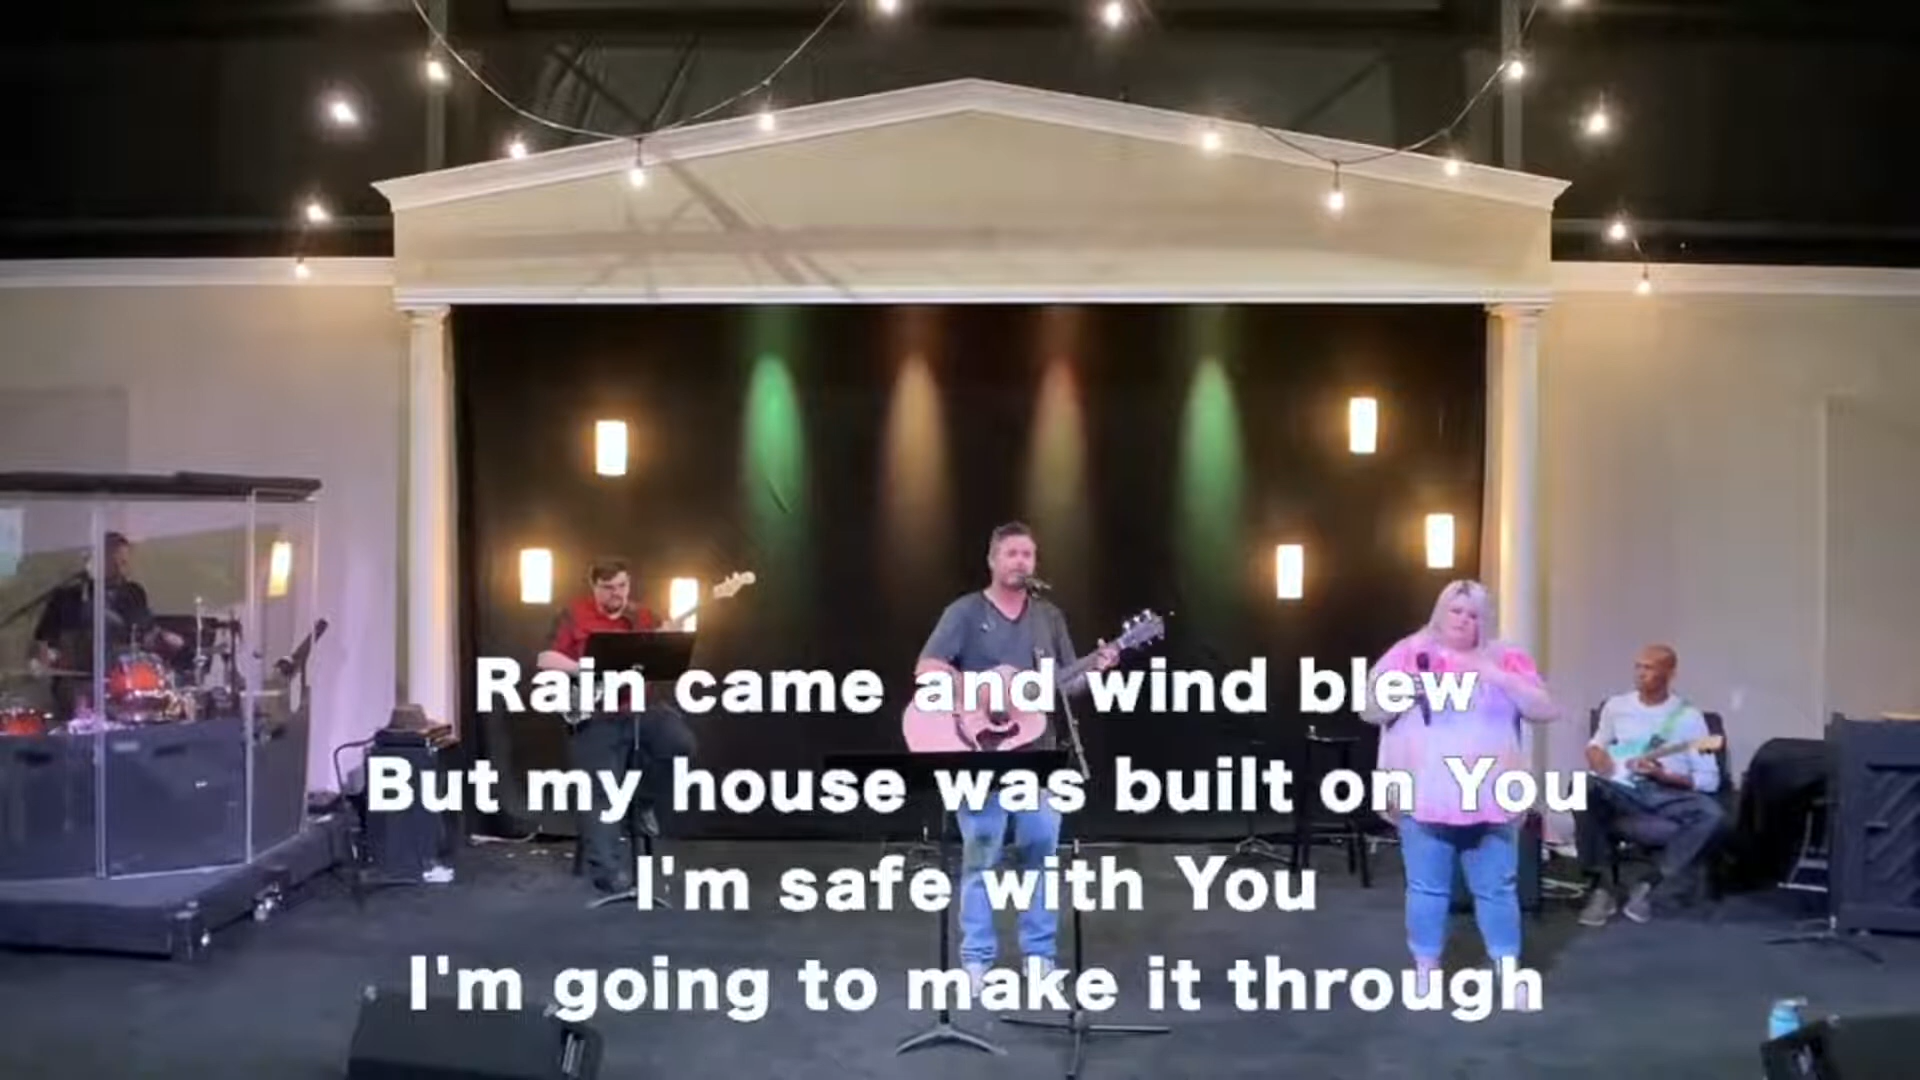 Rain came and wind blew
But my house was built on You
I'm safe with You
I'm going to make it through